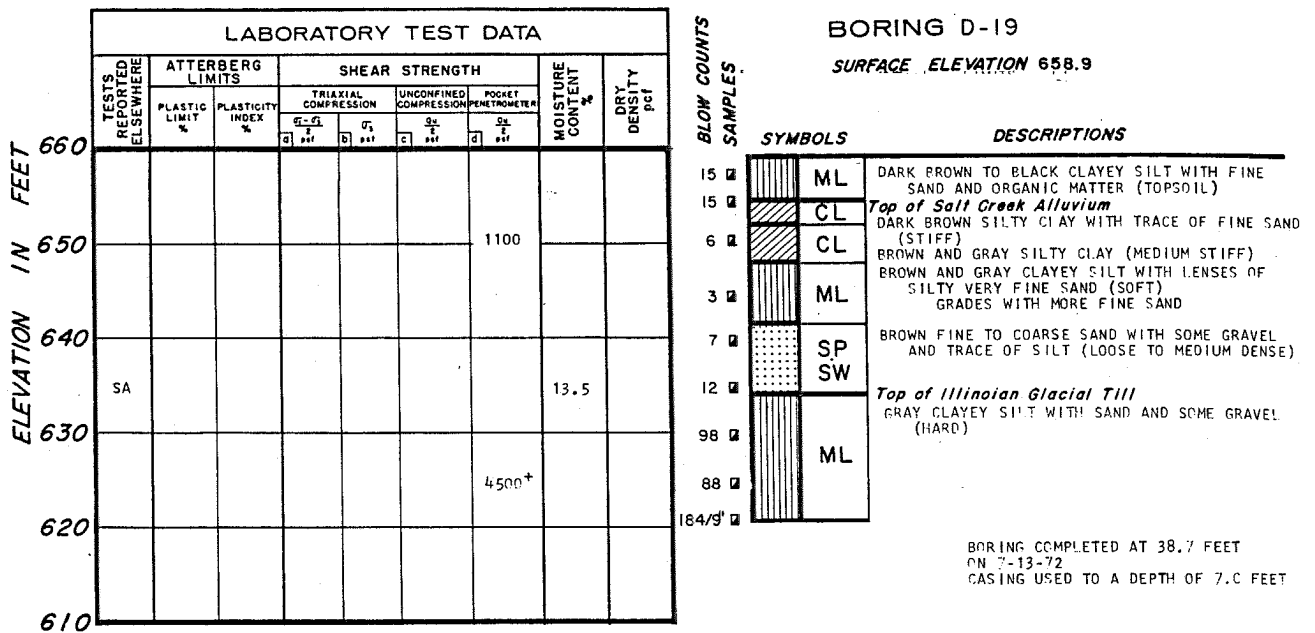 LABORATORY TEST DATA
TESTS REPORTED ELSEWHERE
ATTERBERG LIMITS
PLASTIC LIMIT %
PLASTICITY INDEX %
SHEAR STRENGTH
TRIAXIAL COMPRESSION
UNCONFINED COMPRESSION
POCKET PENETROMETER
a psf
b psf
c psf
d psf
MOISTURE CONTENT %
DRY DENSITY pcf
ELEVATION IN FEET
660
650
640
630
620
610
1100
SA
13.5
4500+
BORING D-19
SURFACE ELEVATION 658.9
BLOW COUNTS
SAMPLES
SYMBOLS
DESCRIPTIONS
15
15
6
3
7
12
98
88
184/9"
ML
CL
CL
ML
SP
SW
ML
DARK BROWN TO BLACK CLAYEY SILT WITH FINE
SAND AND ORGANIC MATTER (TOPSOIL)
Top of Salt Creek Alluvium
DARK BROWN SILTY CLAY WITH TRACE OF FINE SAND
(STIFF)
BROWN AND GRAY SILTY CLAY (MEDIUM STIFF)
BROWN AND GRAY CLAYEY SILT WITH LENSES OF
SILTY VERY FINE SAND (SOFT)
GRADES WITH MORE FINE SAND
BROWN FINE TO COARSE SAND WITH SOME GRAVEL
AND TRACE OF SILT (LOOSE TO MEDIUM DENSE)
Top of Illinoian Glacial Till
GRAY CLAYEY SILT WITH SAND AND SOME GRAVEL
(HARD)
BORING COMPLETED AT 38.7 FEET
ON 7-13-72
CASING USED TO A DEPTH OF 7.0 FEET